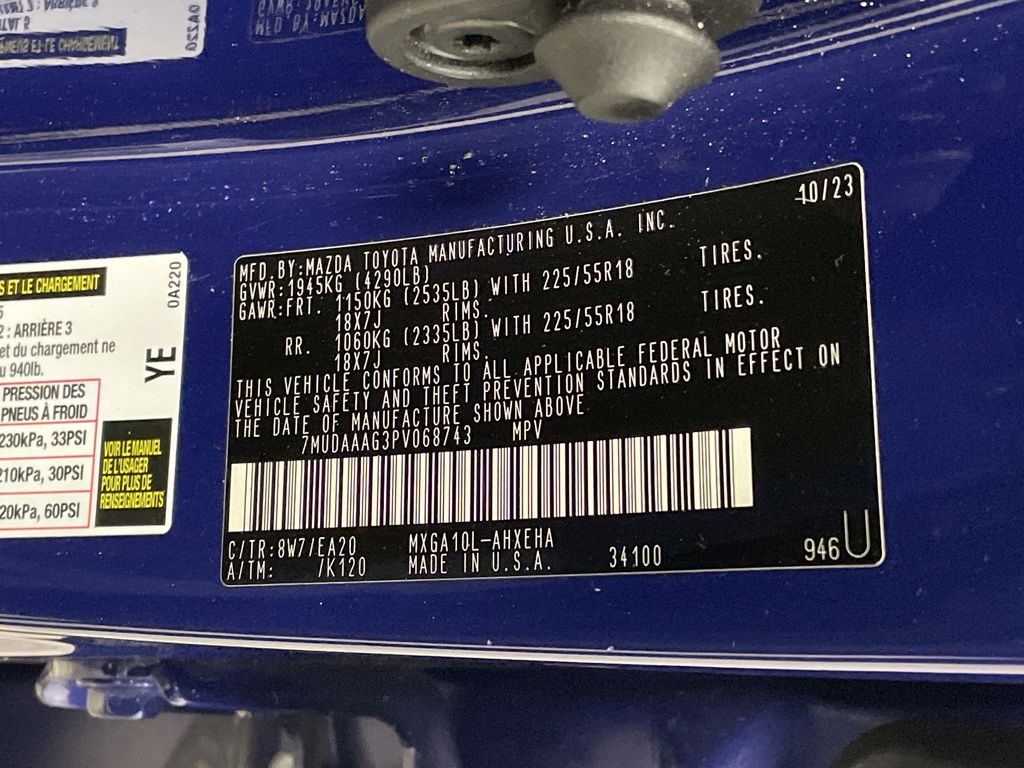 S ET LE CHARGEMENT
: ARRIÈRE 3
et du chargement ne
940lb.
PRESSION DES
PNEUS À FROID
230kPa, 33PSI
210kPa, 30PSI
20kPa, 60PSI
VOIR LE MANUEL
DE L'USAGER
POUR PLUS DE
RENSEIGNEMENTS
0A220
YE
10/23
MFD.BY:MAZDA TOYOTA MANUFACTURING U.S.A. INC.
GVWR:1945KG (4290LB)
GAWR:FRT. 1150KG (2535LB) WITH 225/55R18 TIRES.
18X7J RIMS.
RR. 1060KG (2335LB) WITH 225/55R18 TIRES.
18X7J RIMS.
THIS VEHICLE CONFORMS TO ALL APPLICABLE FEDERAL MOTOR
VEHICLE SAFETY AND THEFT PREVENTION STANDARDS IN EFFECT ON
THE DATE OF MANUFACTURE SHOWN ABOVE
7MUDAAAG3PV068743 MPV
C/TR:8W7/EA20 MXGA10L-AHXEHA
A/TM: /K120 MADE IN U.S.A. 34100 946 U